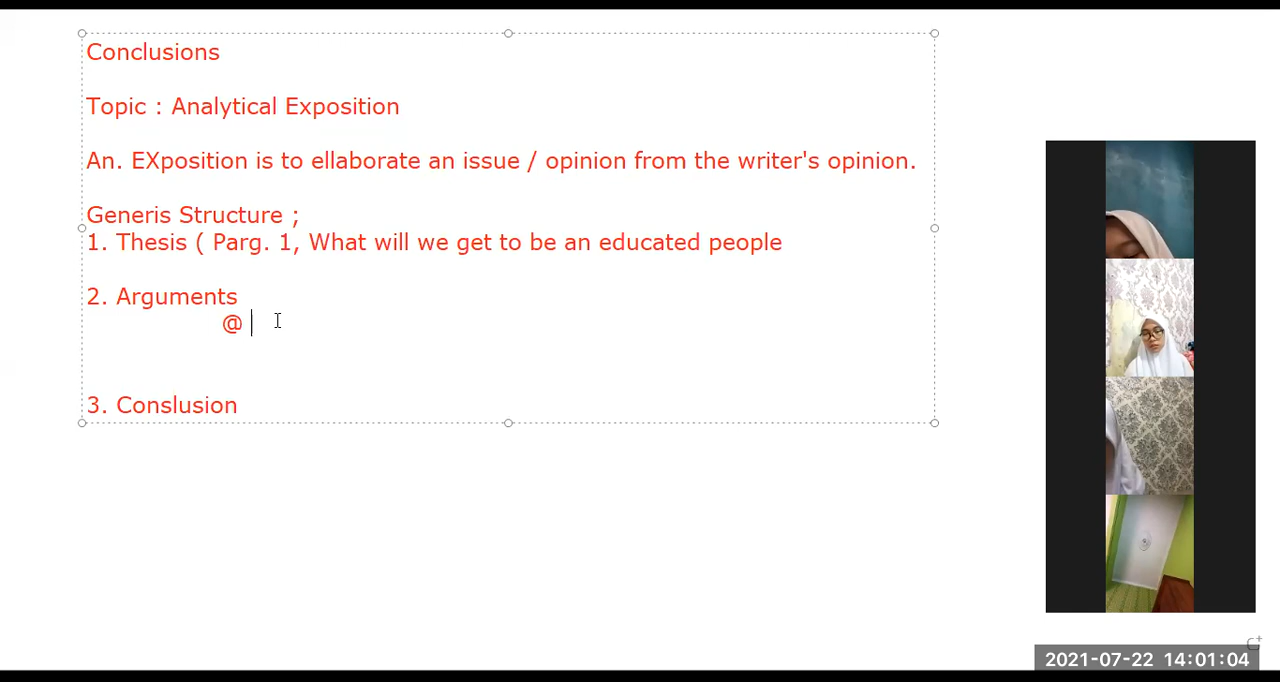 Conclusions
Topic : Analytical Exposition
An. EXposition is to ellaborate an issue / opinion from the writer's opinion.
Generis Structure ;
1. Thesis ( Parg. 1, What will we get to be an educated people
2. Arguments
@
3. Conslusion
2021-07-22 14:01:04